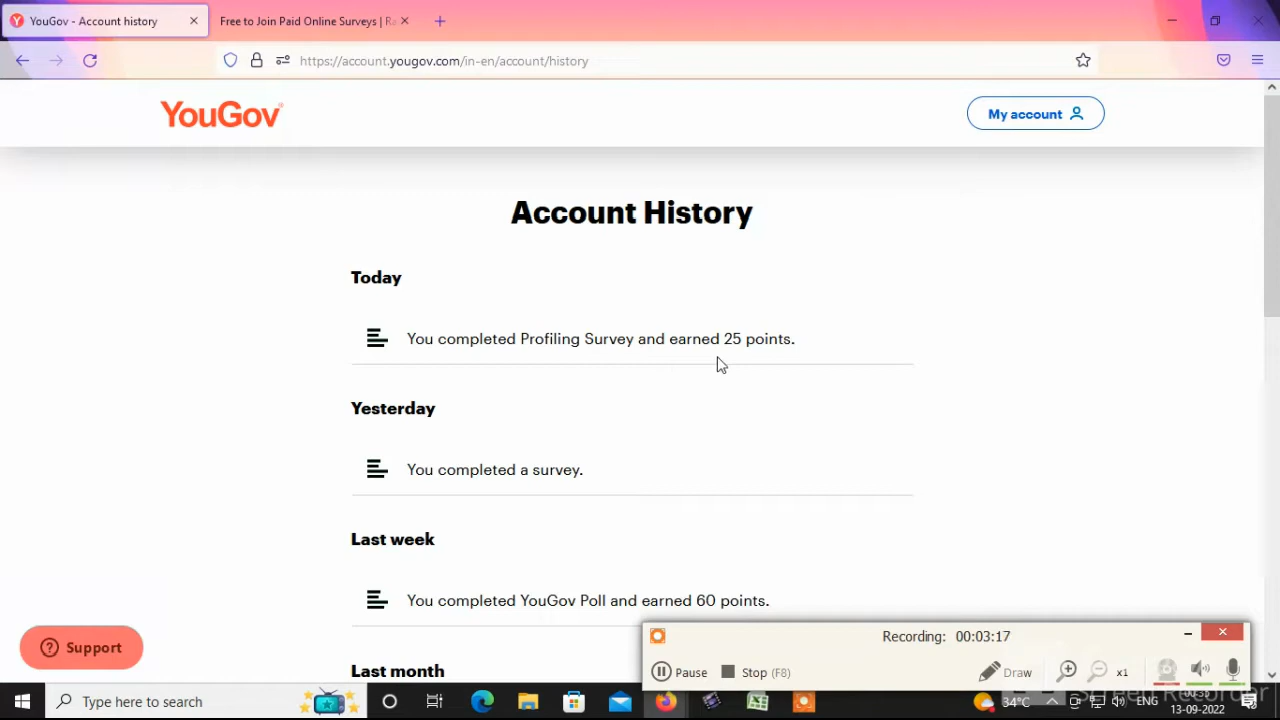 YouGov - Account history
Free to Join Paid Online Surveys | Ra
https://account.yougov.com/in-en/account/history
YouGov
My account
Account History
Today
You completed Profiling Survey and earned 25 points.
Yesterday
You completed a survey.
Last week
You completed YouGov Poll and earned 60 points.
Last month
Support
Recording: 00:03:17
Pause
Stop (F8)
Draw
x1
Screen Recorder
Type here to search
34°C
ENG
13-09-2022